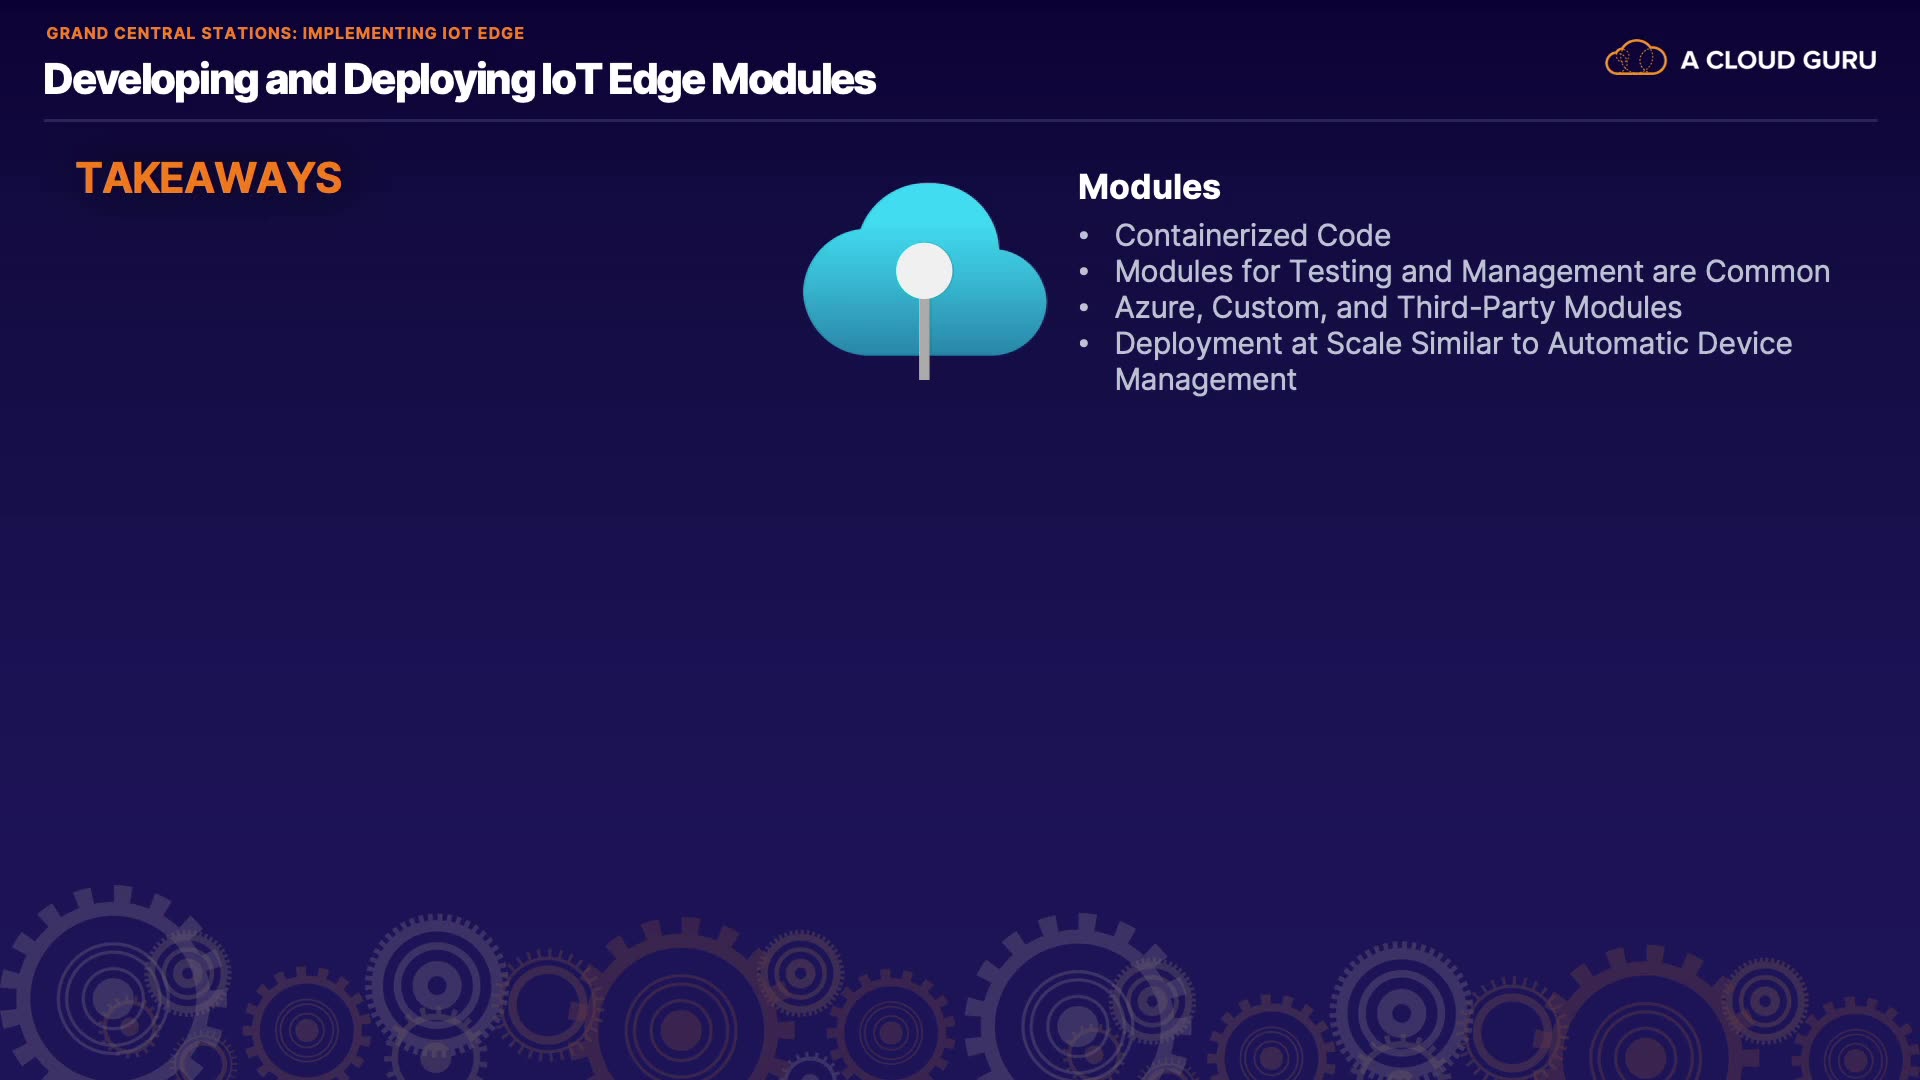 GRAND CENTRAL STATIONS: IMPLEMENTING IOT EDGE
Developing and Deploying IoT Edge Modules
A CLOUD GURU
TAKEAWAYS
Modules
• Containerized Code
• Modules for Testing and Management are Common
• Azure, Custom, and Third-Party Modules
• Deployment at Scale Similar to Automatic Device
Management